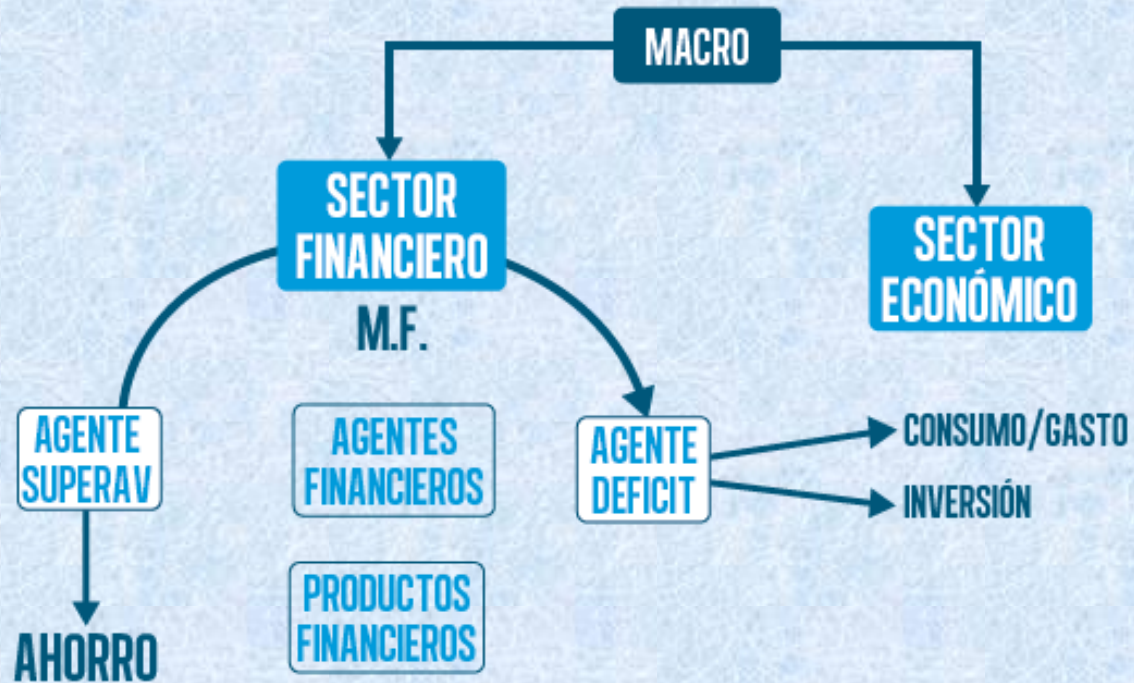 MACRO
SECTOR
FINANCIERO
M.F.
SECTOR
ECONÓMICO
AGENTE
SUPERAV
AGENTES
FINANCIEROS
AGENTE
DEFICIT
CONSUMO/GASTO
INVERSIÓN
PRODUCTOS
FINANCIEROS
AHORRO